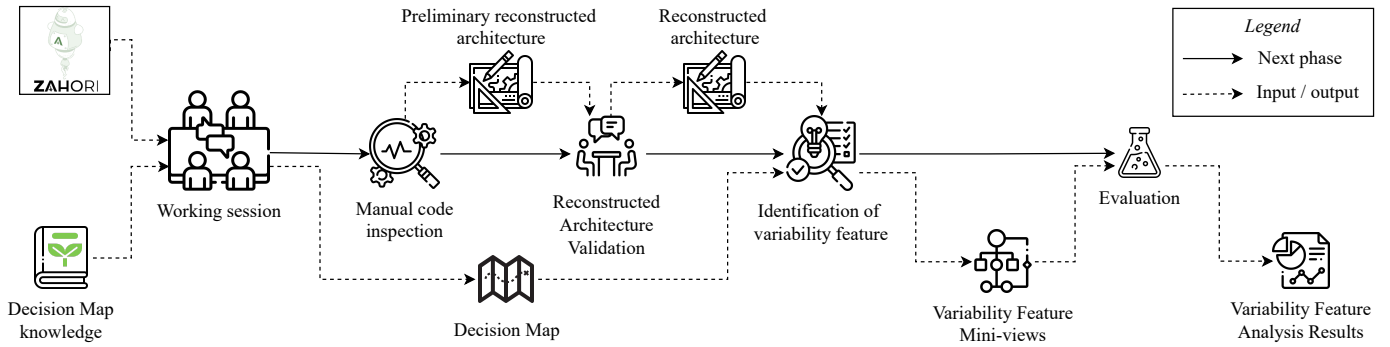 A
ZAHORI
Preliminary reconstructed
architecture
Reconstructed
architecture
Legend
Next phase
Input / output
Working session
Manual code
inspection
Reconstructed
Architecture
Validation
Identification of
variability feature
Evaluation
Decision Map
knowledge
Decision Map
Variability Feature
Mini-views
Variability Feature
Analysis Results